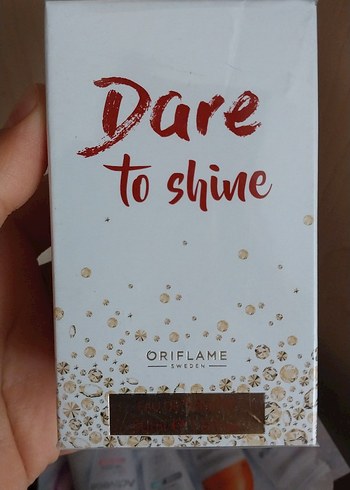 Dare
to shine
ORIFLAME
SWEDEN